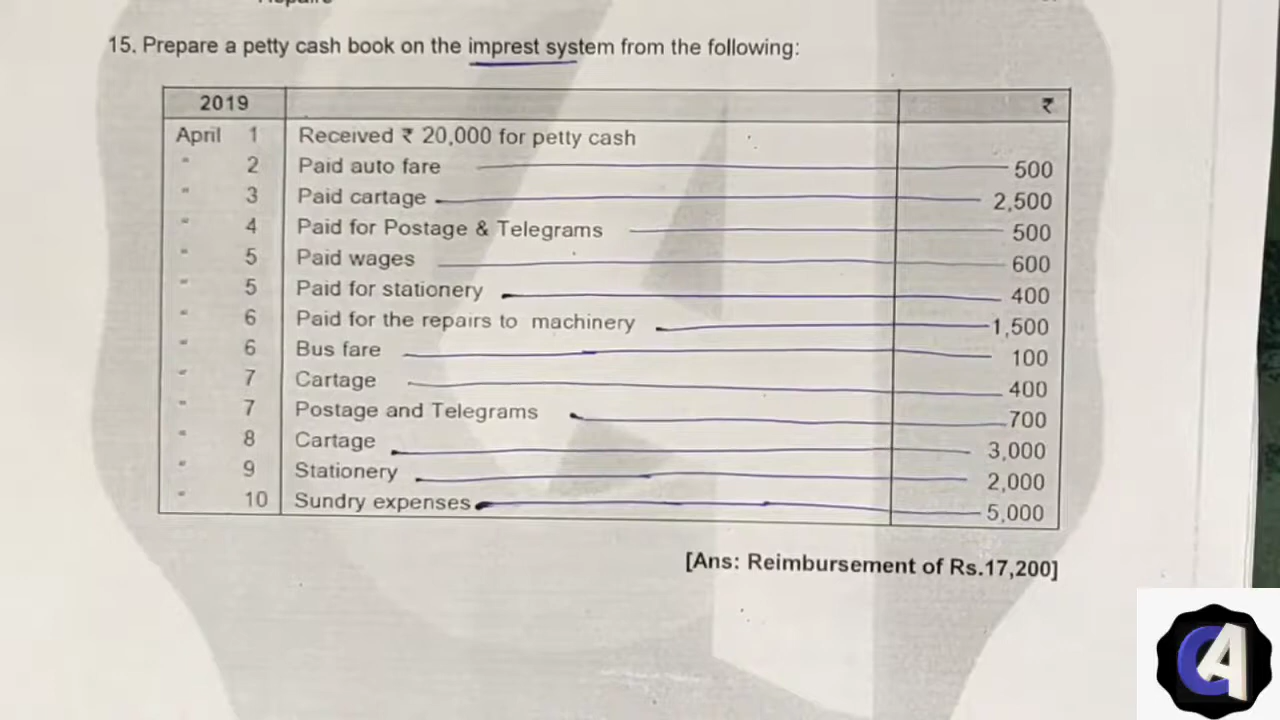 15. Prepare a petty cash book on the imprest system from the following:
2019 ₹
April 1 Received ₹ 20,000 for petty cash
" 2 Paid auto fare 500
" 3 Paid cartage 2,500
" 4 Paid for Postage & Telegrams 500
" 5 Paid wages 600
" 5 Paid for stationery 400
" 6 Paid for the repairs to machinery 1,500
" 6 Bus fare 100
" 7 Cartage 400
" 7 Postage and Telegrams 700
" 8 Cartage 3,000
" 9 Stationery 2,000
" 10 Sundry expenses 5,000
[Ans: Reimbursement of Rs.17,200]
CA